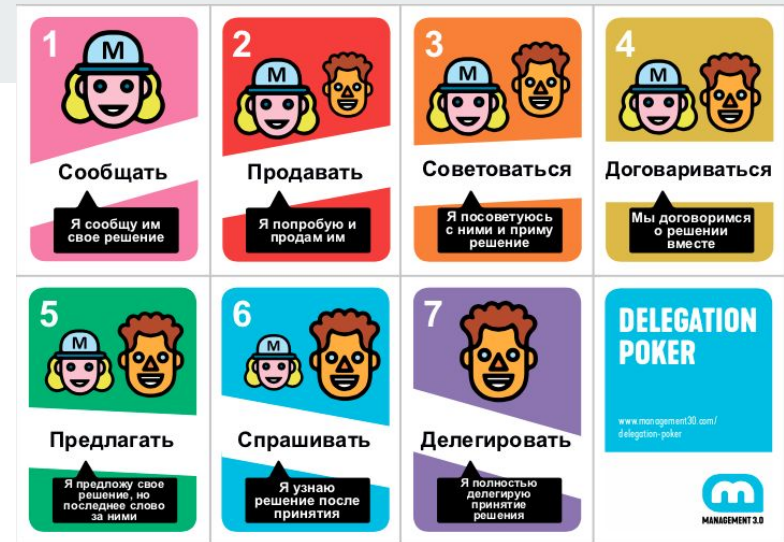 1
M
Сообщать
Я сообщу им
свое решение
2
M
Продавать
Я попробую и
продам им
3
M
Советоваться
Я посоветуюсь
с ними и приму
решение
4
M
Договариваться
Мы договоримся
о решении
вместе
5
M
Предлагать
Я предложу свое
решение, но
последнее слово
за ними
6
M
Спрашивать
Я узнаю
решение после
принятия
7
Делегировать
Я полностью
делегирую
принятие
решения
DELEGATION
POKER
www.management30.com/
delegation-poker
m
MANAGEMENT 3.0